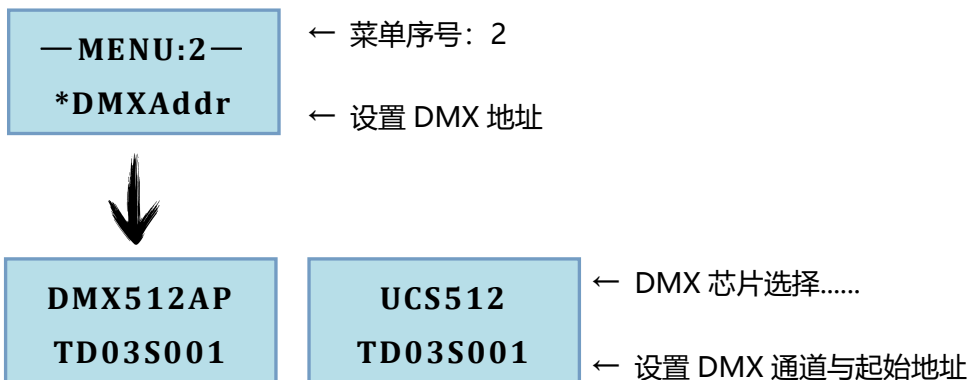 —MENU:2—
← 菜单序号：2
*DMXAddr
← 设置 DMX 地址
DMX512AP
UCS512
← DMX 芯片选择......
TD03S001
TD03S001
← 设置 DMX 通道与起始地址